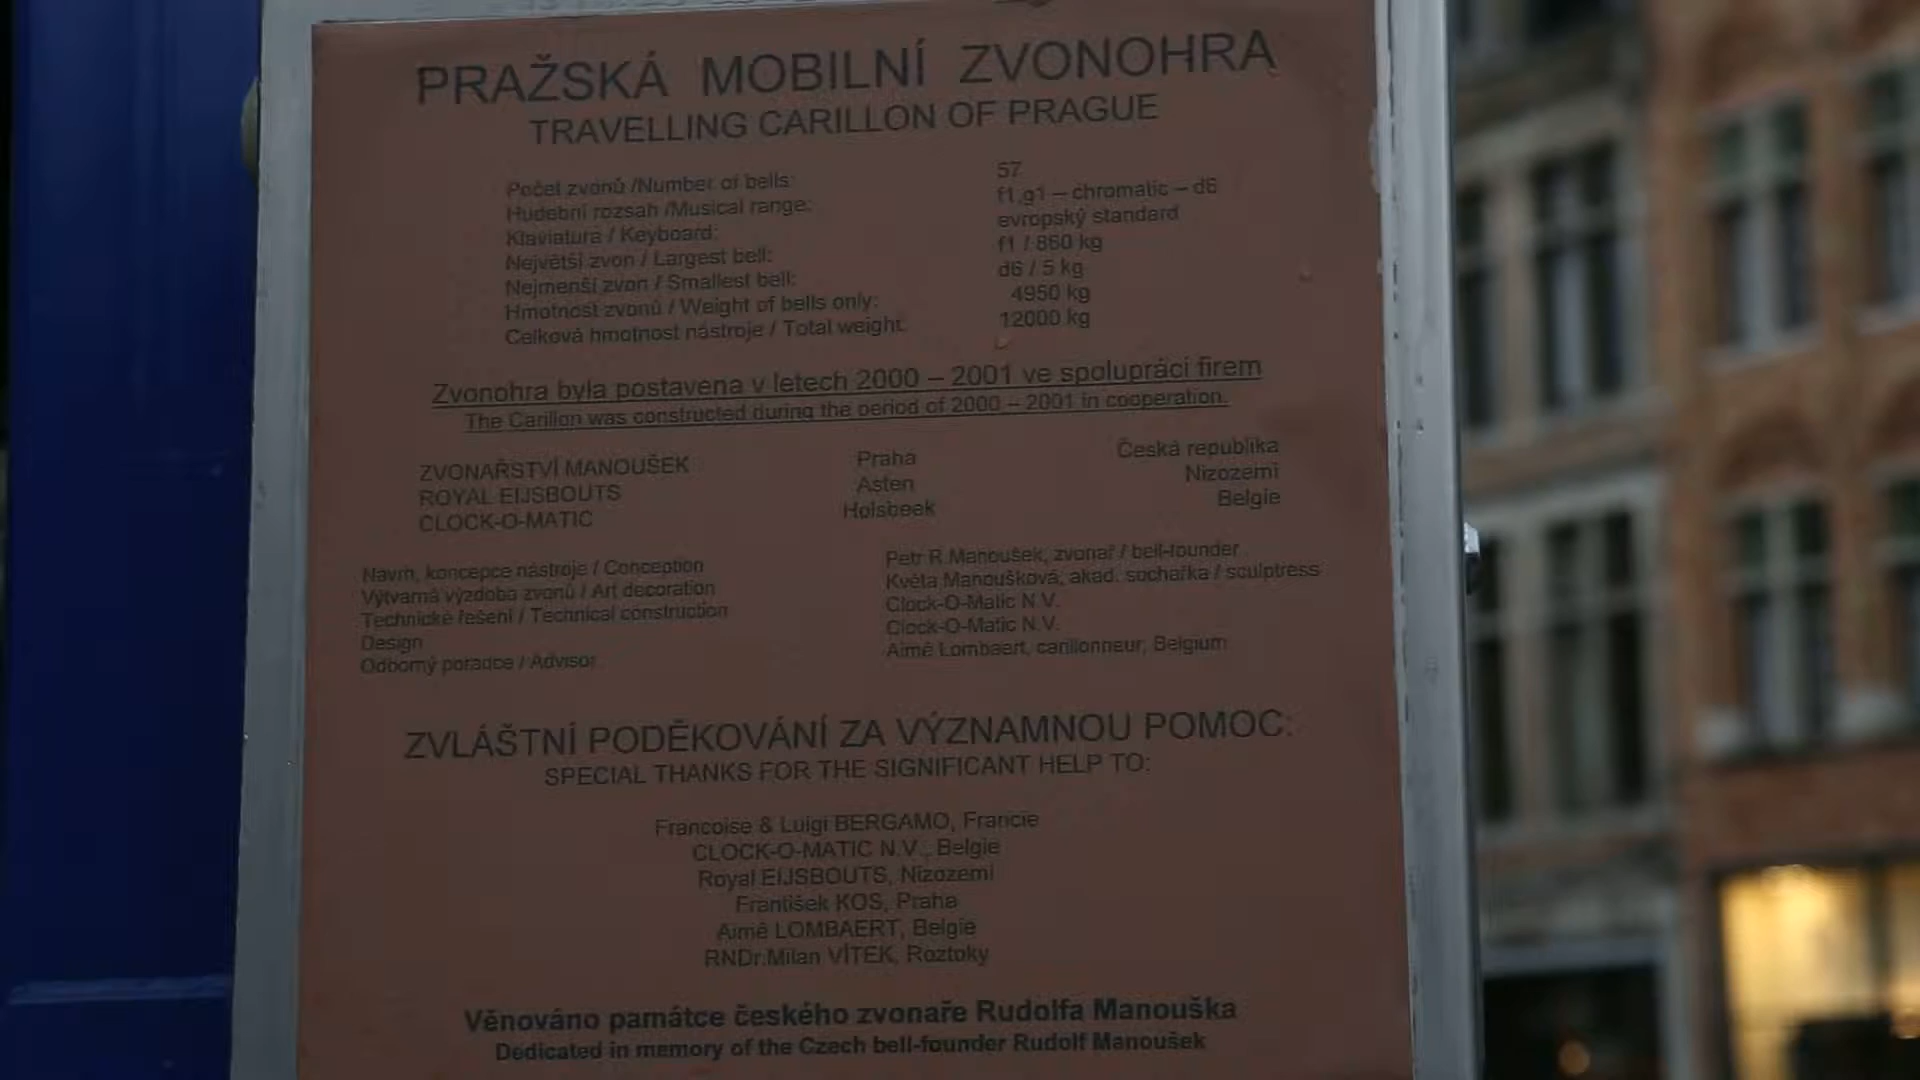 PRAŽSKÁ MOBILNÍ ZVONOHRA
TRAVELLING CARILLON OF PRAGUE
Počet zvonů /Number of bells: 57
Hudební rozsah /Musical range: f1,g1 – chromatic – d6
Klaviatura / Keyboard: evropský standard
Největší zvon / Largest bell: f1 / 860 kg
Nejmenší zvon / Smallest bell: d6 / 5 kg
Hmotnost zvonů / Weight of bells only: 4950 kg
Celková hmotnost nástroje / Total weight: 12000 kg
Zvonohra byla postavena v letech 2000 – 2001 ve spolupráci firem
The Carillon was constructed during the period of 2000 – 2001 in cooperation.
ZVONAŘSTVÍ MANOUŠEK Praha Česká republika
ROYAL EIJSBOUTS Asten Nizozemí
CLOCK-O-MATIC Holsbeek Belgie
Navrh, koncepce nástroje / Conception Petr R.Manoušek, zvonař / bell-founder
Výtvarná výzdoba zvonů / Art decoration Květa Manoušková, akad. sochařka / sculptress
Technické řešení / Technical construction Clock-O-Matic N.V.
Design Clock-O-Matic N.V.
Odborný poradce / Advisor Aimé Lombaert, carillonneur, Belgium
ZVLÁŠTNÍ PODĚKOVÁNÍ ZA VÝZNAMNOU POMOC:
SPECIAL THANKS FOR THE SIGNIFICANT HELP TO:
Francoise & Luigi BERGAMO, Francie
CLOCK-O-MATIC N.V., Belgie
Royal EIJSBOUTS, Nizozemí
František KOS, Praha
Aimé LOMBAERT, Belgie
RNDr.Milan VÍTEK, Roztoky
Věnováno památce českého zvonaře Rudolfa Manouška
Dedicated in memory of the Czech bell-founder Rudolf Manoušek